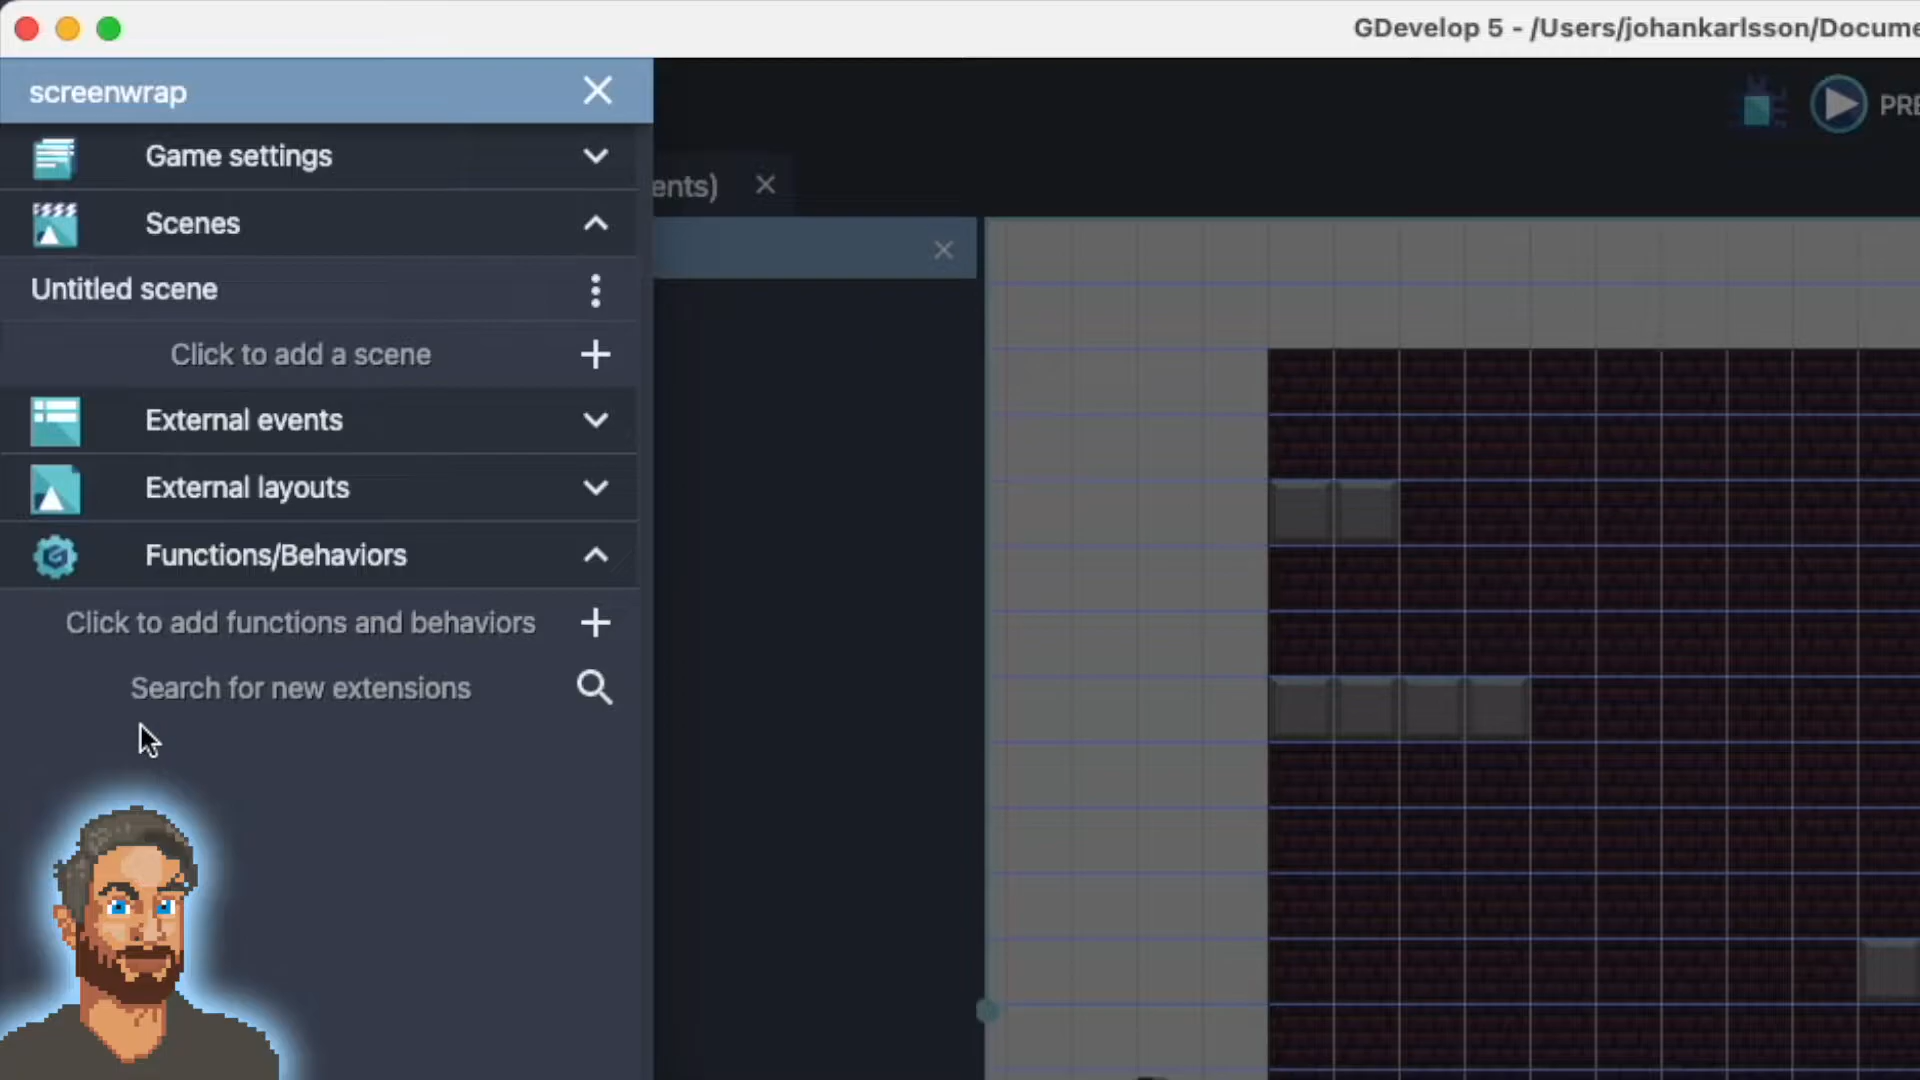 GDevelop 5 - /Users/johankarlsson/Docume
screenwrap
PRE
Game settings
ents)
Scenes
Untitled scene
Click to add a scene
External events
External layouts
Functions/Behaviors
Click to add functions and behaviors
Search for new extensions